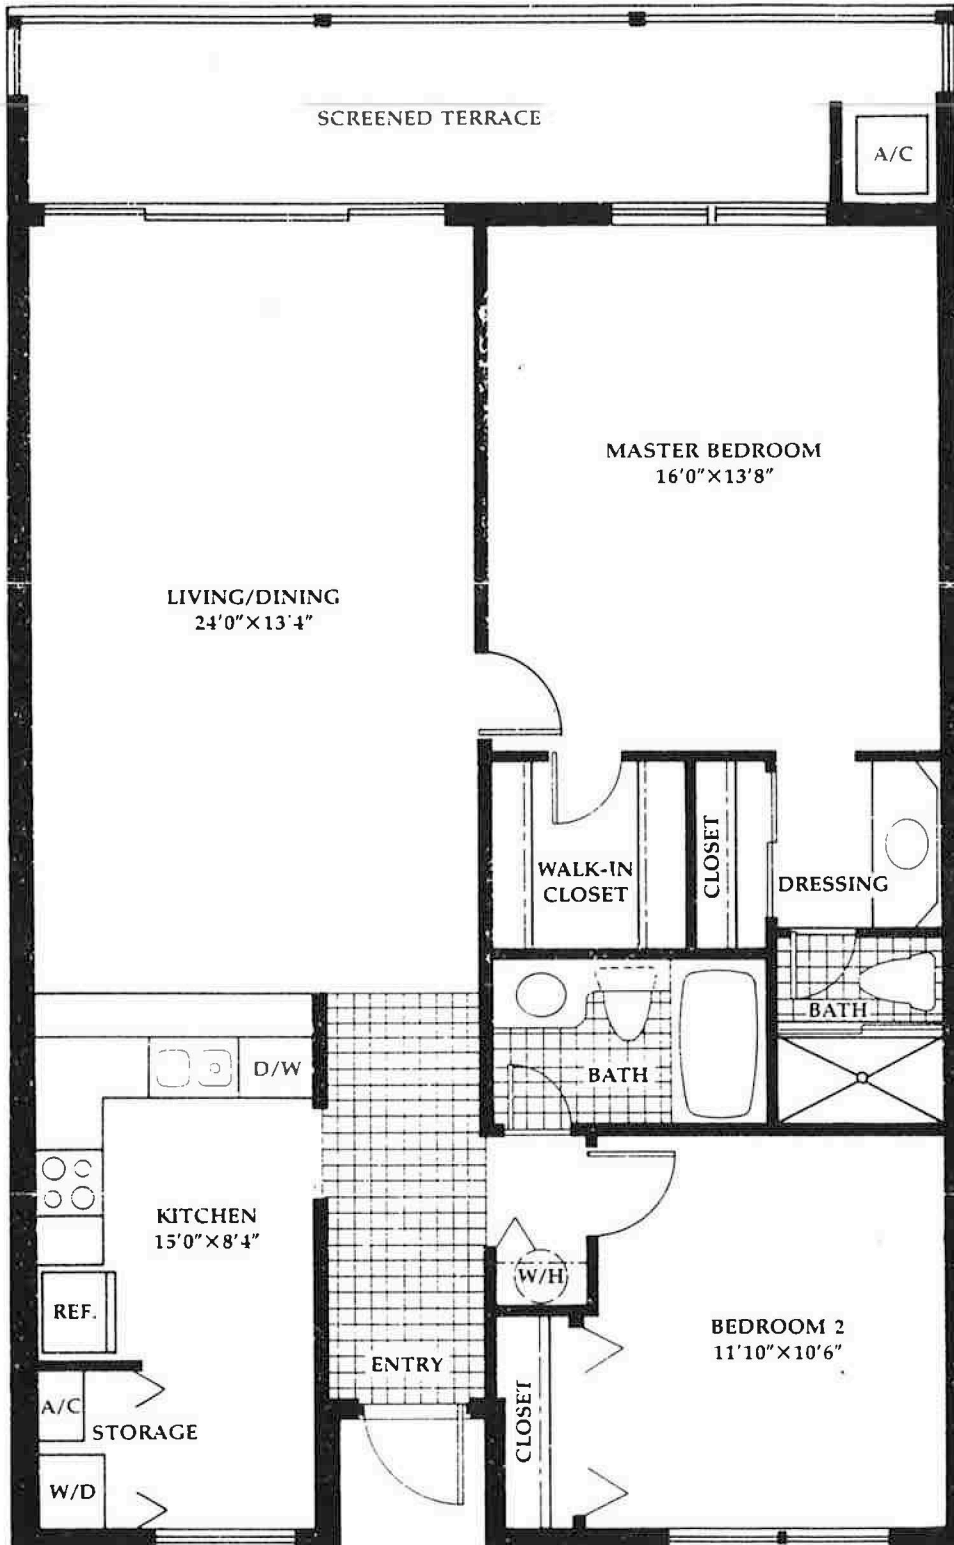 SCREENED TERRACE
A/C
MASTER BEDROOM
16'0"×13'8"
LIVING/DINING
24'0"×13'4"
WALK-IN
CLOSET
CLOSET
DRESSING
BATH
BATH
D/W
KITCHEN
15'0"×8'4"
W/H
REF.
BEDROOM 2
11'10"×10'6"
ENTRY
CLOSET
A/C
STORAGE
W/D